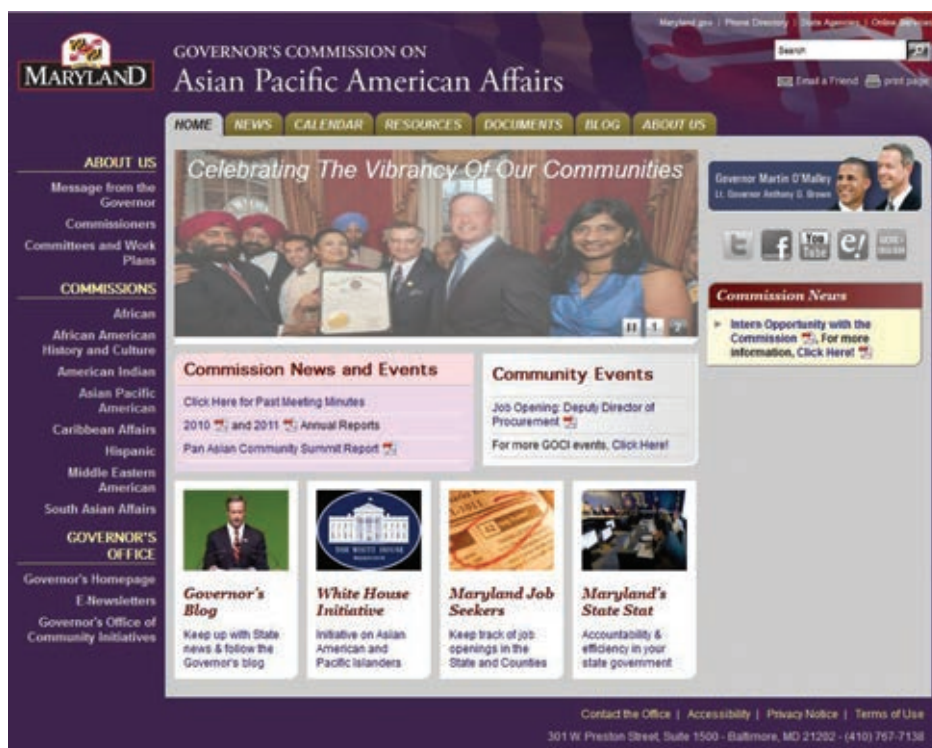 Maryland.gov | Phone Directory | State Agencies | Online Services
MARYLAND
GOVERNOR'S COMMISSION ON
Asian Pacific American Affairs
Search
Email a Friend print page
HOME NEWS CALENDAR RESOURCES DOCUMENTS BLOG ABOUT US
ABOUT US
Message from the
Governor
Commissioners
Committees and Work
Plans
COMMISSIONS
African
African American
History and Culture
American Indian
Asian Pacific
American
Caribbean Affairs
Hispanic
Middle Eastern
American
South Asian Affairs
GOVERNOR'S
OFFICE
Governor's Homepage
E-Newsletters
Governor's Office of
Community Initiatives
Celebrating The Vibrancy Of Our Communities
1 2
Governor Martin O'Malley
Lt. Governor Anthony G. Brown
t f You Tube e!
Commission News
Intern Opportunity with the
Commission. For more
information, Click Here!
Commission News and Events
Click Here for Past Meeting Minutes
2010 and 2011 Annual Reports
Pan Asian Community Summit Report
Community Events
Job Opening: Deputy Director of
Procurement
For more GOCI events, Click Here!
THE WHITE HOUSE
Governor's
Blog
Keep up with State
news & follow the
Governor's blog
White House
Initiative
Initiative on Asian
American and
Pacific Islanders
Maryland Job
Seekers
Keep track of job
openings in the
State and Counties
Maryland's
State Stat
Accountability &
efficiency in your
state government
Contact the Office | Accessibility | Privacy Notice | Terms of Use
301 W. Preston Street, Suite 1500 - Baltimore, MD 21202 - (410) 767-7138